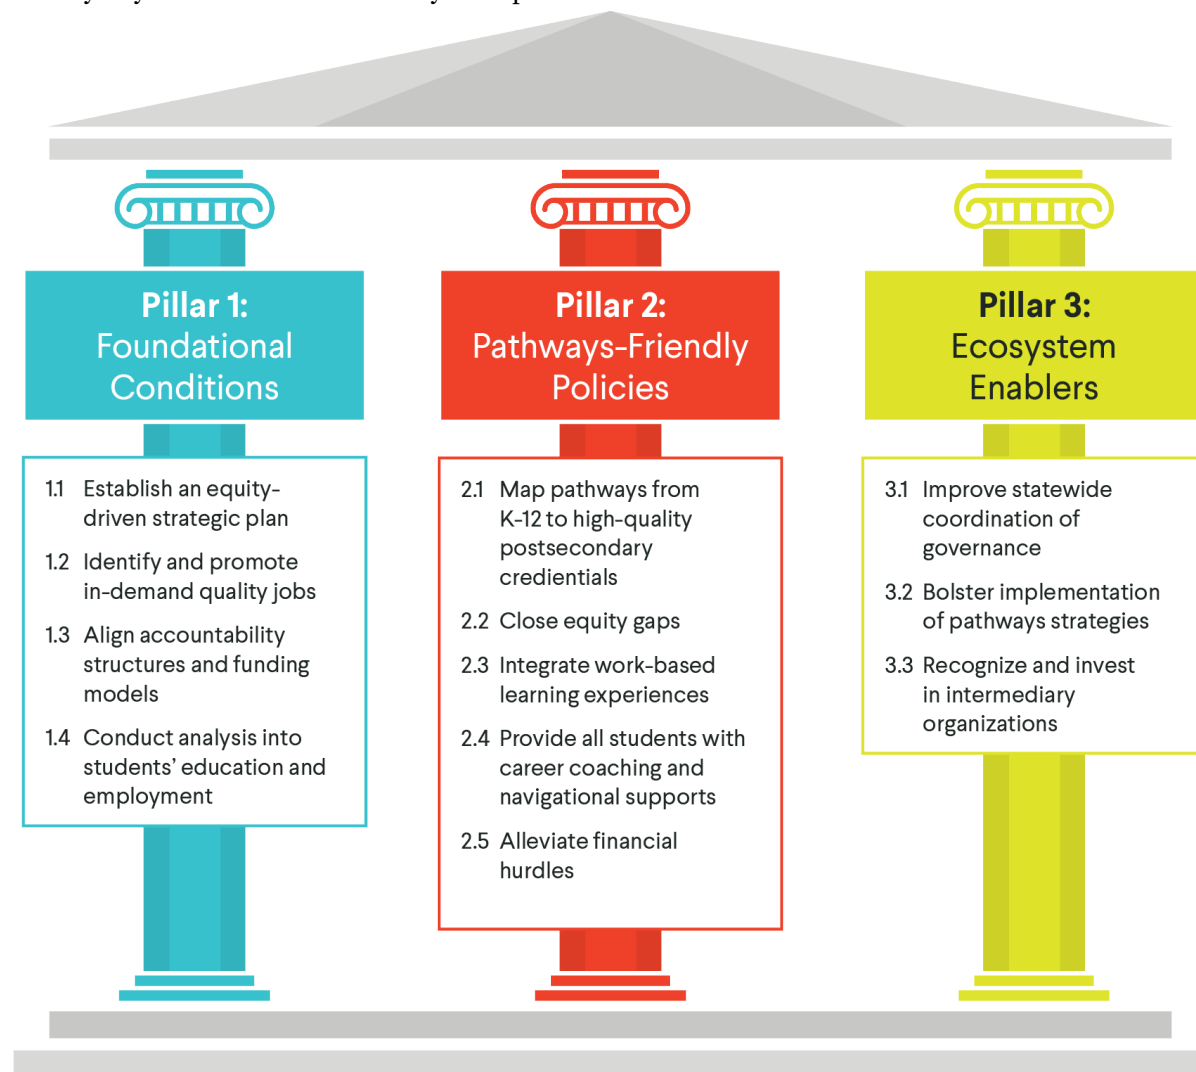 Pillar 1:
Foundational
Conditions
1.1 Establish an equity-
driven strategic plan
1.2 Identify and promote
in-demand quality jobs
1.3 Align accountability
structures and funding
models
1.4 Conduct analysis into
students’ education and
employment
Pillar 2:
Pathways-Friendly
Policies
2.1 Map pathways from
K-12 to high-quality
postsecondary
credentials
2.2 Close equity gaps
2.3 Integrate work-based
learning experiences
2.4 Provide all students with
career coaching and
navigational supports
2.5 Alleviate financial
hurdles
Pillar 3:
Ecosystem
Enablers
3.1 Improve statewide
coordination of
governance
3.2 Bolster implementation
of pathways strategies
3.3 Recognize and invest
in intermediary
organizations